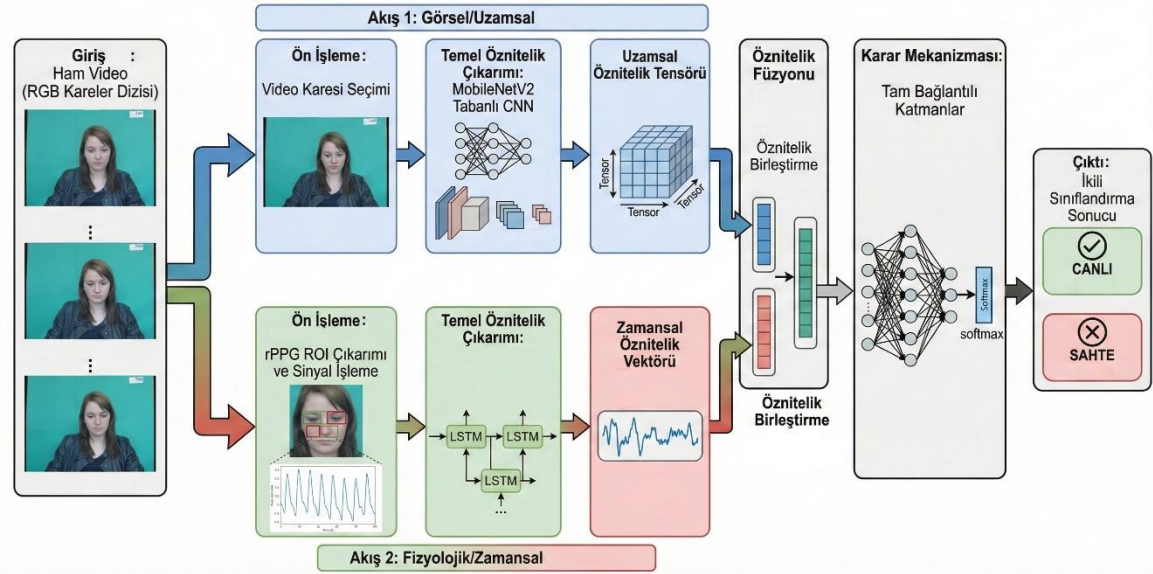 Akış 1: Görsel/Uzamsal
Giriş :
Ham Video
(RGB Kareler Dizisi)
...
...
Ön İşleme:
Video Karesi Seçimi
Temel Öznitelik
Çıkarımı:
MobileNetV2
Tabanlı CNN
Uzamsal
Öznitelik Tensörü
Tensor
Tensor
Tensor
Ön İşleme:
rPPG ROI Çıkarımı
ve Sinyal İşleme
Temel Öznitelik
Çıkarımı:
LSTM
LSTM
LSTM
...
Zamansal
Öznitelik
Vektörü
Akış 2: Fizyolojik/Zamansal
Öznitelik
Füzyonu
Öznitelik
Birleştirme
Öznitelik
Birleştirme
Karar Mekanizması:
Tam Bağlantılı
Katmanlar
Softmax
softmax
Çıktı:
İkili
Sınıflandırma
Sonucu
CANLI
SAHTE